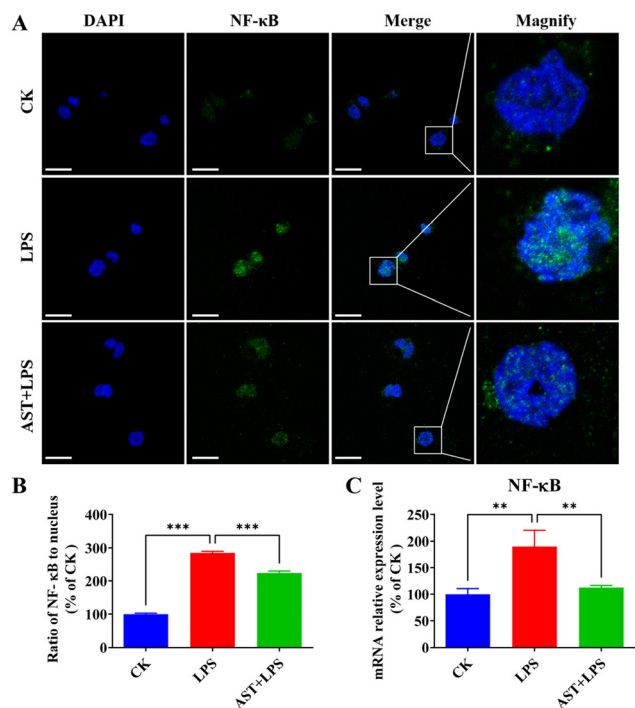 A
DAPI
NF-κB
Merge
Magnify
CK
LPS
AST+LPS
B
Ratio of NF-κB to nucleus
(% of CK )
400
300
200
100
0
***
***
CK
LPS
AST+LPS
C
NF-κB
mRNA relative expression level
(% of CK)
250
200
150
100
50
0
**
**
CK
LPS
AST+LPS